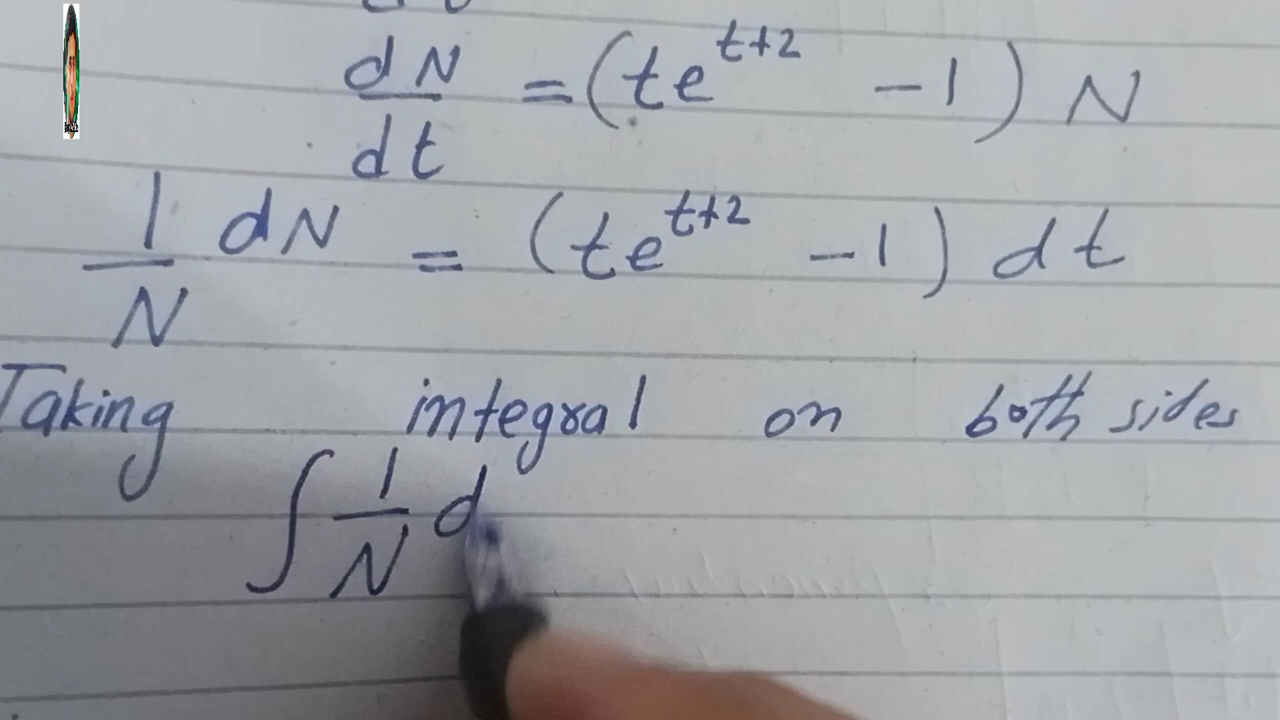 dN/dt = (te^{t+2} - 1) N
1/N dN = (te^{t+2} - 1) dt
Taking integral on both sides
∫ 1/N d